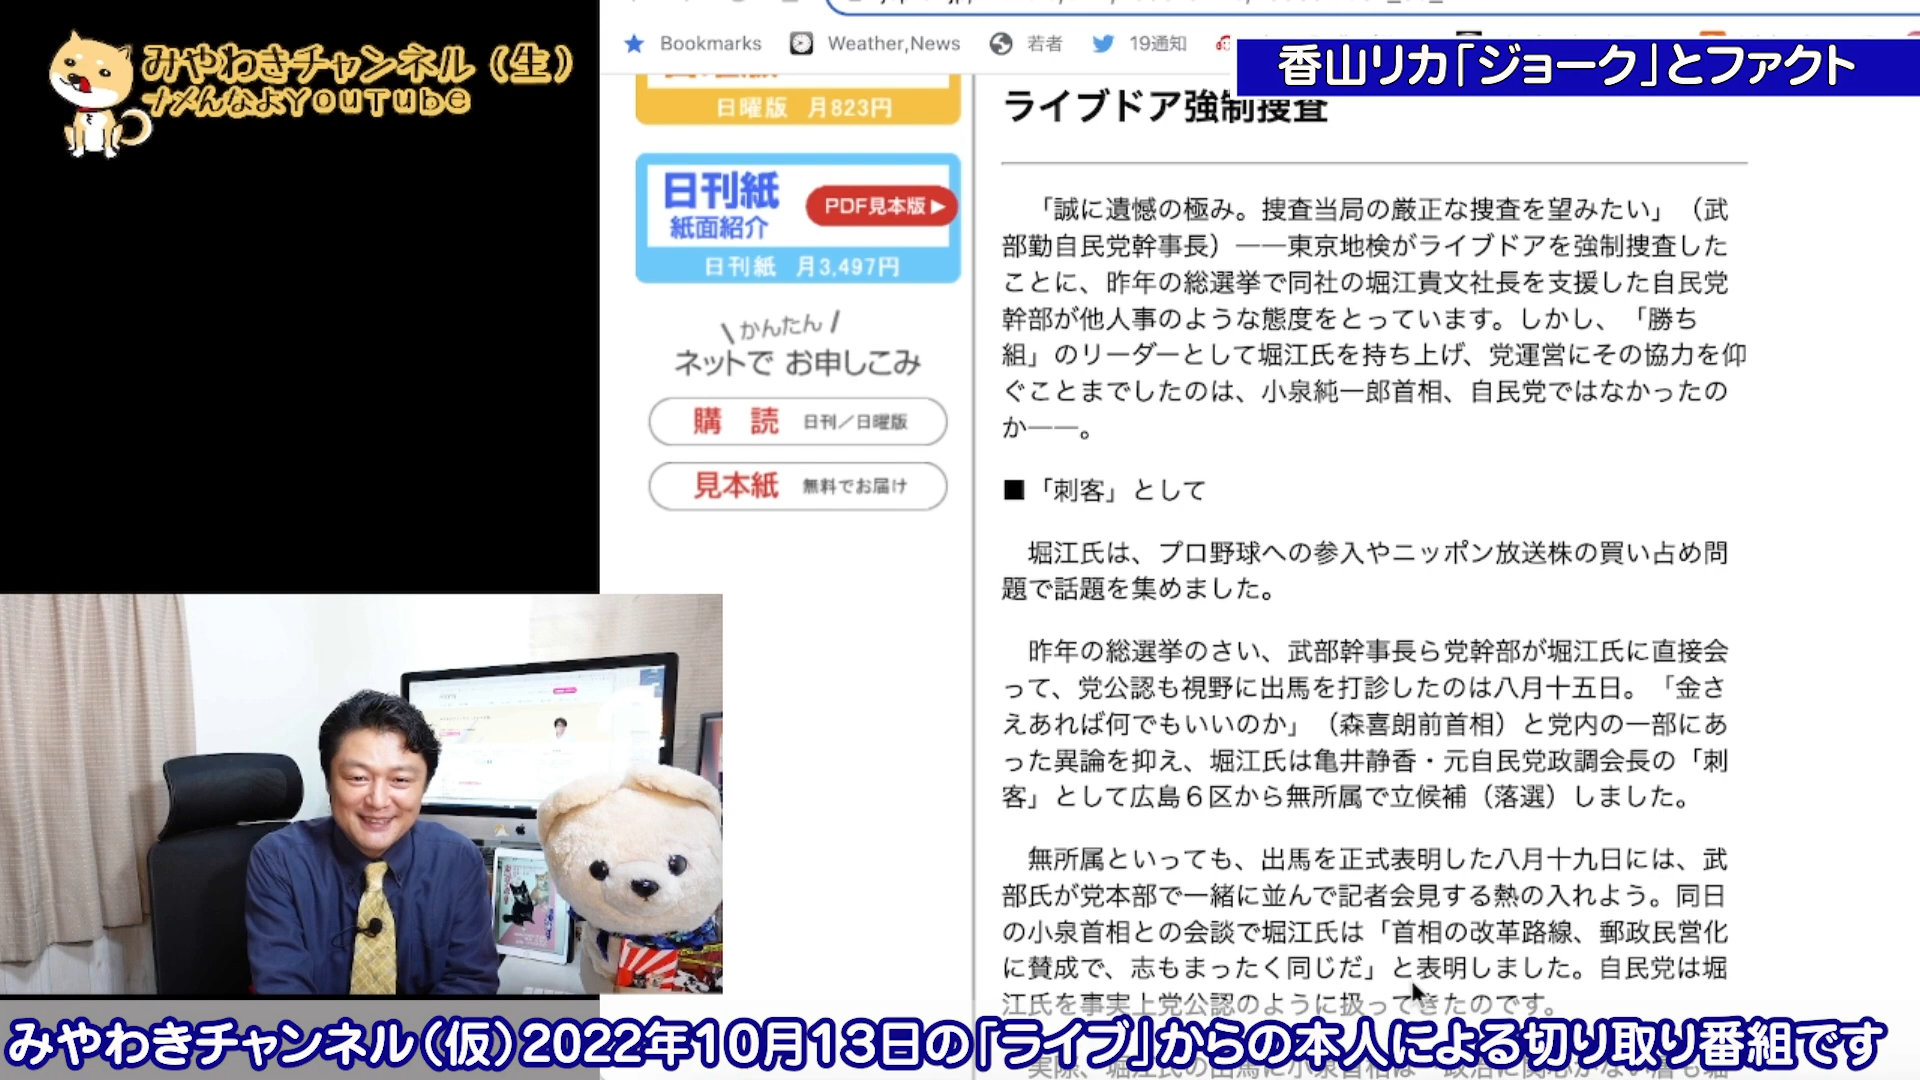 みやわきチャンネル（生）
ナメんなよYouTube
Bookmarks
Weather,News
若者
19通知
香山リカ「ジョーク」とファクト
日曜版 月823円
日刊紙
紙面紹介
PDF見本版▶
日刊紙 月3,497円
\かんたん/
ネットで お申しこみ
購 読 日刊／日曜版
見本紙 無料でお届け
ライブドア強制捜査
「誠に遺憾の極み。捜査当局の厳正な捜査を望みたい」（武
部勤自民党幹事長）――東京地検がライブドアを強制捜査した
ことに、昨年の総選挙で同社の堀江貴文社長を支援した自民党
幹部が他人事のような態度をとっています。しかし、「勝ち
組」のリーダーとして堀江氏を持ち上げ、党運営にその協力を仰
ぐことまでしたのは、小泉純一郎首相、自民党ではなかったの
か――。
■「刺客」として
堀江氏は、プロ野球への参入やニッポン放送株の買い占め問
題で話題を集めました。
昨年の総選挙のさい、武部幹事長ら党幹部が堀江氏に直接会
って、党公認も視野に出馬を打診したのは八月十五日。「金さ
えあれば何でもいいのか」（森喜朗前首相）と党内の一部にあ
った異論を抑え、堀江氏は亀井静香・元自民党政調会長の「刺
客」として広島６区から無所属で立候補（落選）しました。
無所属といっても、出馬を正式表明した八月十九日には、武
部氏が党本部で一緒に並んで記者会見する熱の入れよう。同日
の小泉首相との会談で堀江氏は「首相の改革路線、郵政民営化
に賛成で、志もまったく同じだ」と表明しました。自民党は堀
江氏を事実上党公認のように扱ってきたのです。
みやわきチャンネル（仮）2022年10月13日の「ライブ」からの本人による切り取り番組です